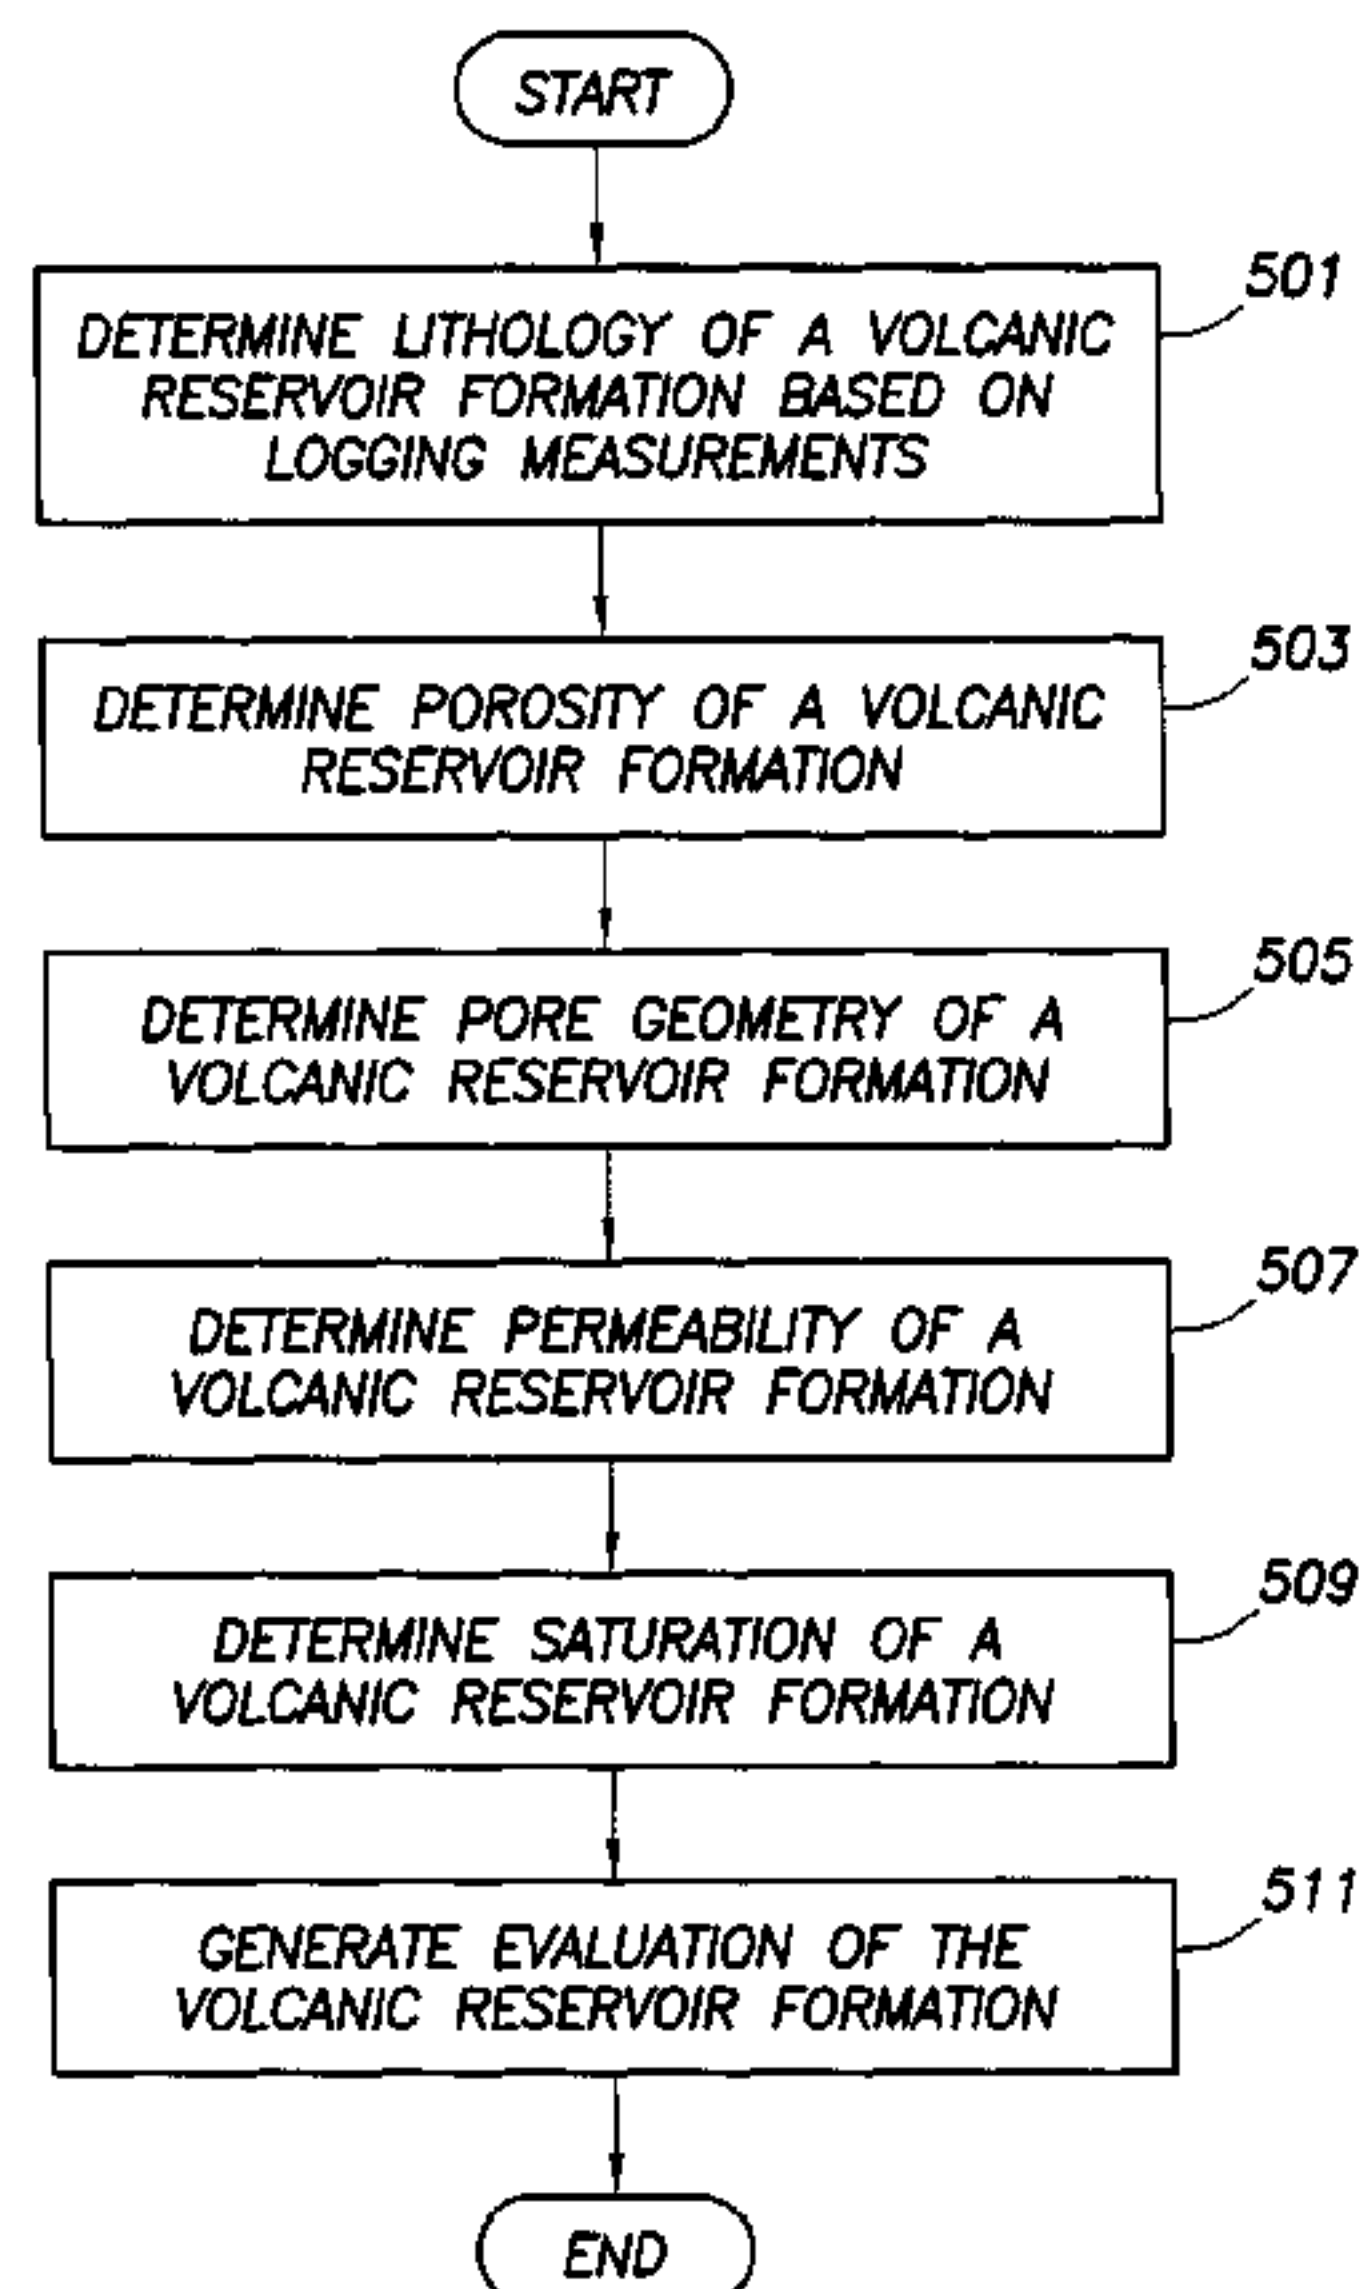 START
501
DETERMINE LITHOLOGY OF A VOLCANIC
RESERVOIR FORMATION BASED ON
LOGGING MEASUREMENTS
503
DETERMINE POROSITY OF A VOLCANIC
RESERVOIR FORMATION
505
DETERMINE PORE GEOMETRY OF A
VOLCANIC RESERVOIR FORMATION
507
DETERMINE PERMEABILITY OF A
VOLCANIC RESERVOIR FORMATION
509
DETERMINE SATURATION OF A
VOLCANIC RESERVOIR FORMATION
511
GENERATE EVALUATION OF THE
VOLCANIC RESERVOIR FORMATION
END